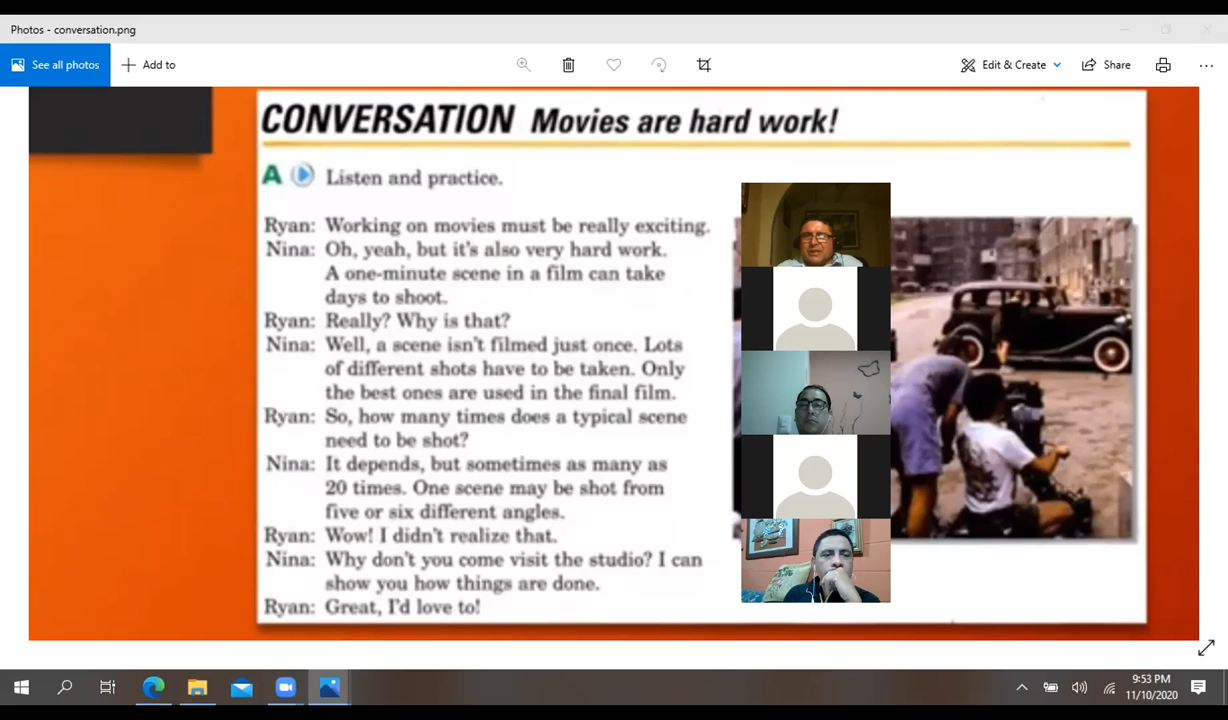 Photos - conversation.png
See all photos
Add to
Edit & Create
Share
CONVERSATION Movies are hard work!
A Listen and practice.
Ryan: Working on movies must be really exciting.
Nina: Oh, yeah, but it's also very hard work.
A one-minute scene in a film can take
days to shoot.
Ryan: Really? Why is that?
Nina: Well, a scene isn't filmed just once. Lots
of different shots have to be taken. Only
the best ones are used in the final film.
Ryan: So, how many times does a typical scene
need to be shot?
Nina: It depends, but sometimes as many as
20 times. One scene may be shot from
five or six different angles.
Ryan: Wow! I didn't realize that.
Nina: Why don't you come visit the studio? I can
show you how things are done.
Ryan: Great, I'd love to!
9:53 PM
11/10/2020